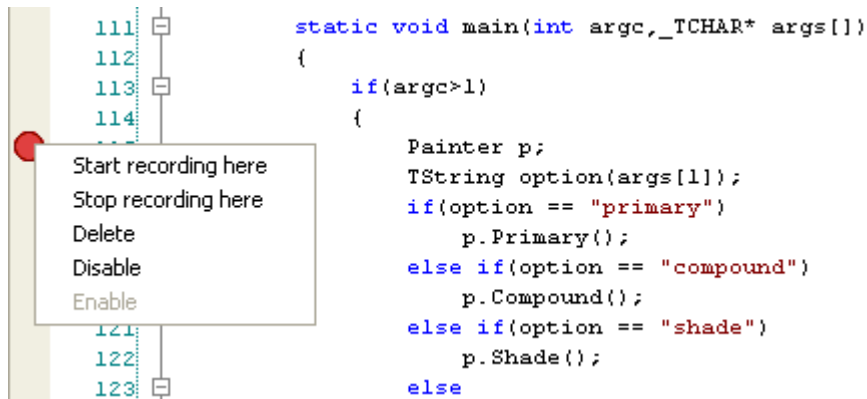 111 static void main(int argc,_TCHAR* args[])
112 {
113 if(argc>1)
114 {
Painter p;
Start recording here
TString option(args[1]);
Stop recording here
if(option == "primary")
Delete
p.Primary();
Disable
else if(option == "compound")
Enable
p.Compound();
121 else if(option == "shade")
122 p.Shade();
123 else